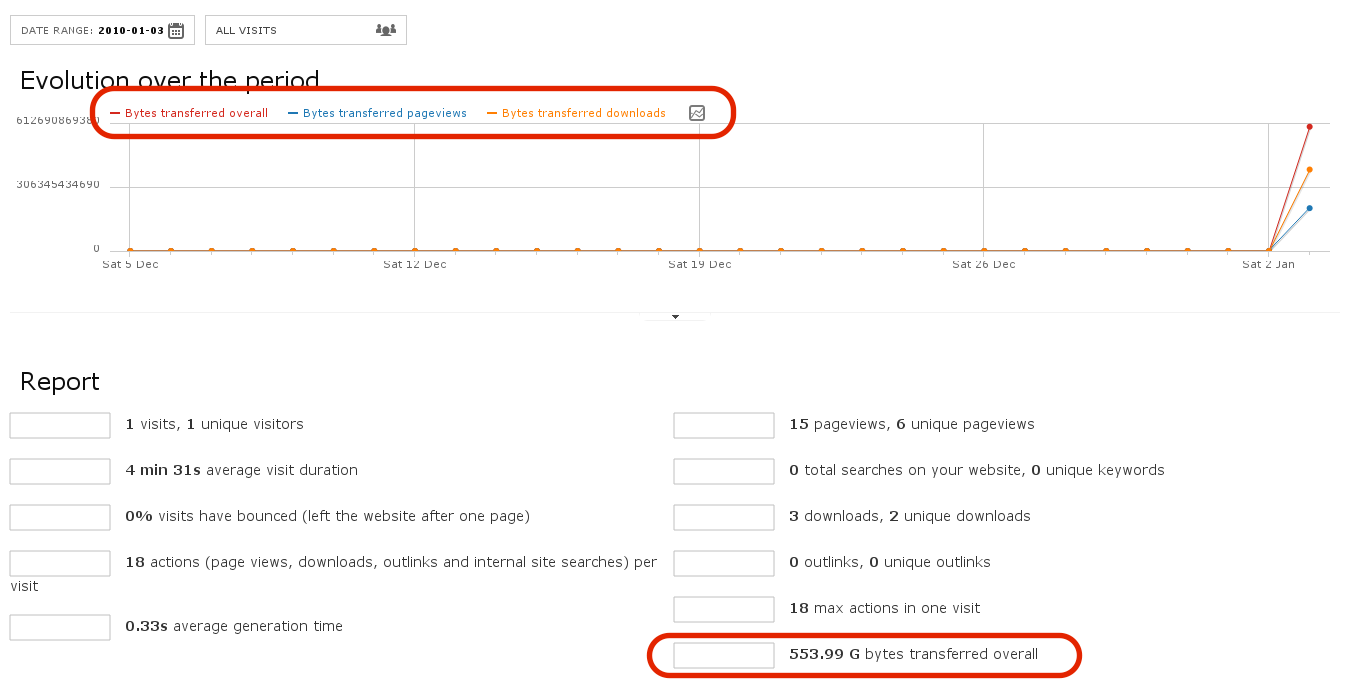 DATE RANGE: 2010-01-03
ALL VISITS
Evolution over the period
Bytes transferred overall
Bytes transferred pageviews
Bytes transferred downloads
612690869380
306345434690
0
Sat 5 Dec
Sat 12 Dec
Sat 19 Dec
Sat 26 Dec
Sat 2 Jan
Report
1 visits, 1 unique visitors
4 min 31s average visit duration
0% visits have bounced (left the website after one page)
18 actions (page views, downloads, outlinks and internal site searches) per
visit
0.33s average generation time
15 pageviews, 6 unique pageviews
0 total searches on your website, 0 unique keywords
3 downloads, 2 unique downloads
0 outlinks, 0 unique outlinks
18 max actions in one visit
553.99 G bytes transferred overall